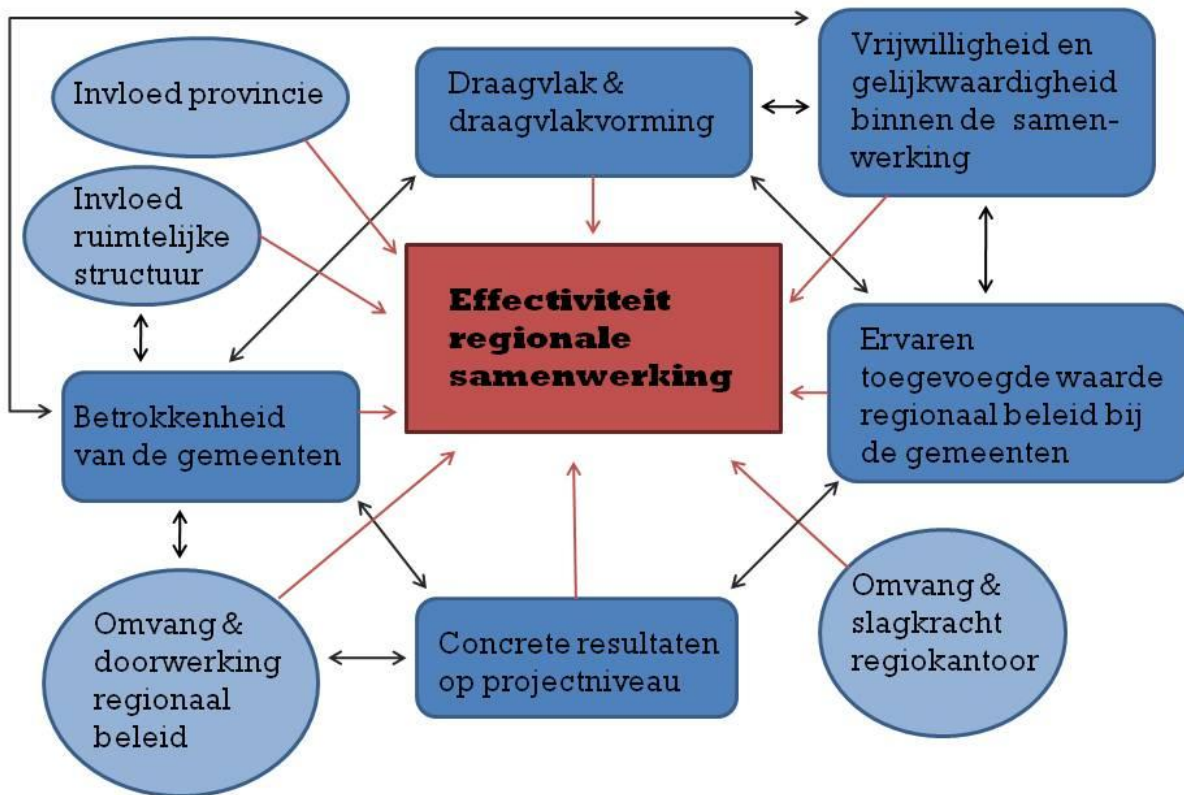 Invloed provincie
Draagvlak &
draagvlakvorming
Vrijwilligheid en
gelijkwaardigheid
binnen de samen-
werking
Invloed
ruimtelijke
structuur
Effectiviteit
regionale
samenwerking
Ervaren
toegevoegde waarde
regionaal beleid bij
de gemeenten
Betrokkenheid
van de gemeenten
Omvang &
doorwerking
regionaal
beleid
Concrete resultaten
op projectniveau
Omvang &
slagkracht
regiokantoor